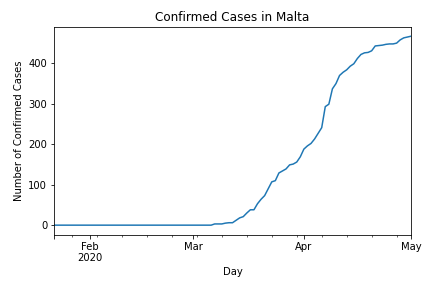 Confirmed Cases in Malta
Number of Confirmed Cases
400
300
200
100
0
Feb
2020
Mar
Apr
May
Day